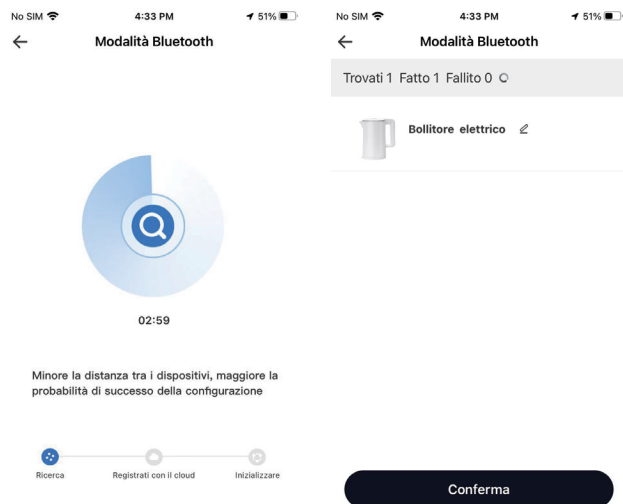 No SIM 4:33 PM 51%
Modalità Bluetooth
02:59
Minore la distanza tra i dispositivi, maggiore la
probabilità di successo della configurazione
Ricerca Registrati con il cloud Inizializzare
No SIM 4:33 PM 51%
Modalità Bluetooth
Trovati 1 Fatto 1 Fallito 0
Bollitore elettrico
Conferma